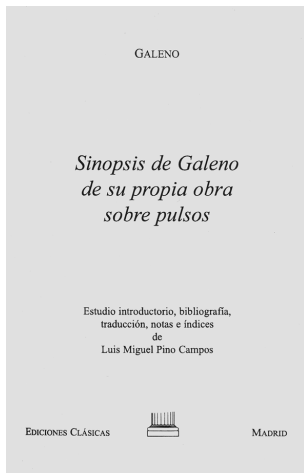 GALENO
Sinopsis de Galeno
de su propia obra
sobre pulsos
Estudio introductorio, bibliografía,
traducción, notas e índices
de
Luis Miguel Pino Campos
EDICIONES CLÁSICAS MADRID